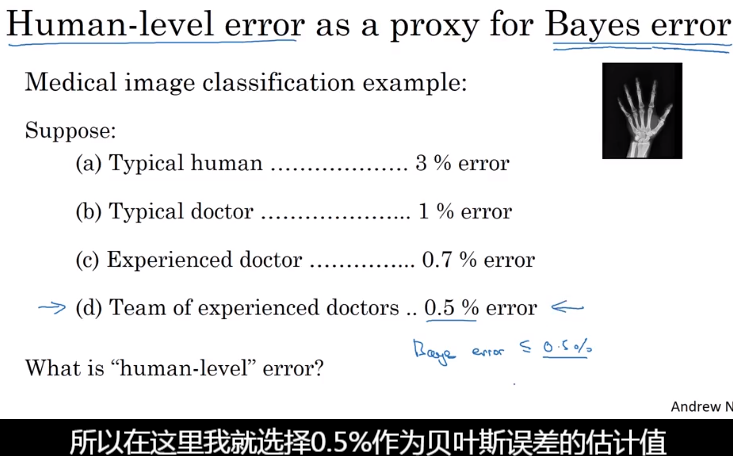 Human-level error as a proxy for Bayes error
Medical image classification example:
Suppose:
(a) Typical human ................... 3 % error
(b) Typical doctor ..................... 1 % error
(c) Experienced doctor ............... 0.7 % error
→ (d) Team of experienced doctors .. 0.5 % error ←
Baye error ≤ 0.5%
What is “human-level” error?
Andrew N
所以在这里我就选择0.5%作为贝叶斯误差的估计值